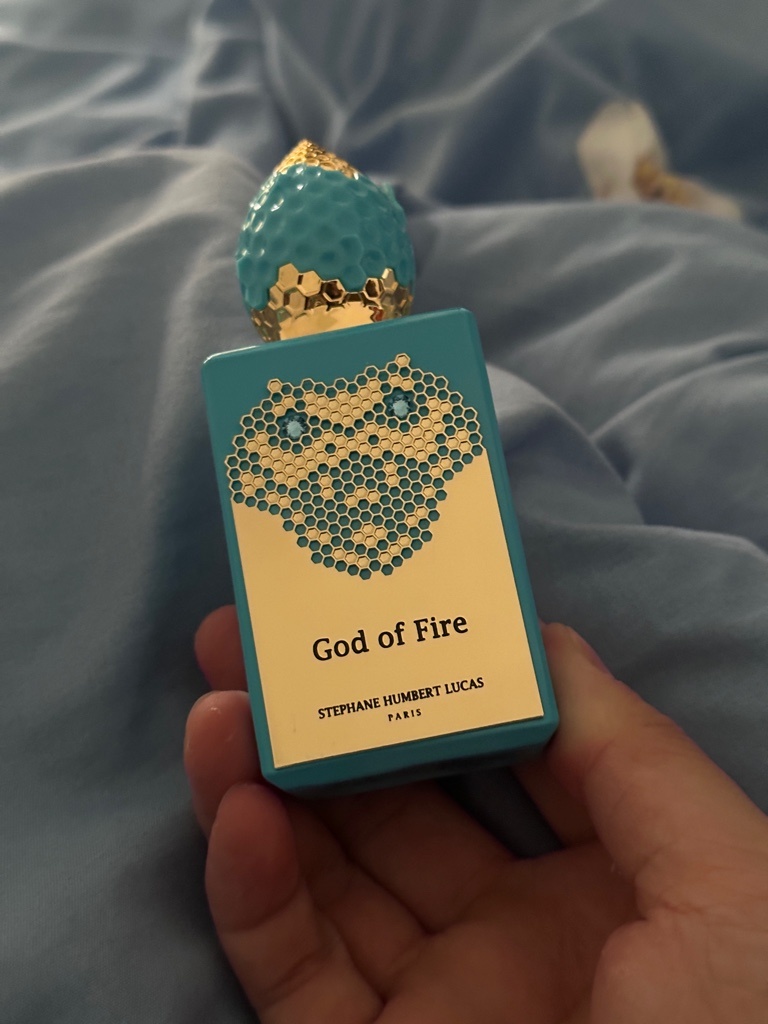 God of Fire
STEPHANE HUMBERT LUCAS
PARIS